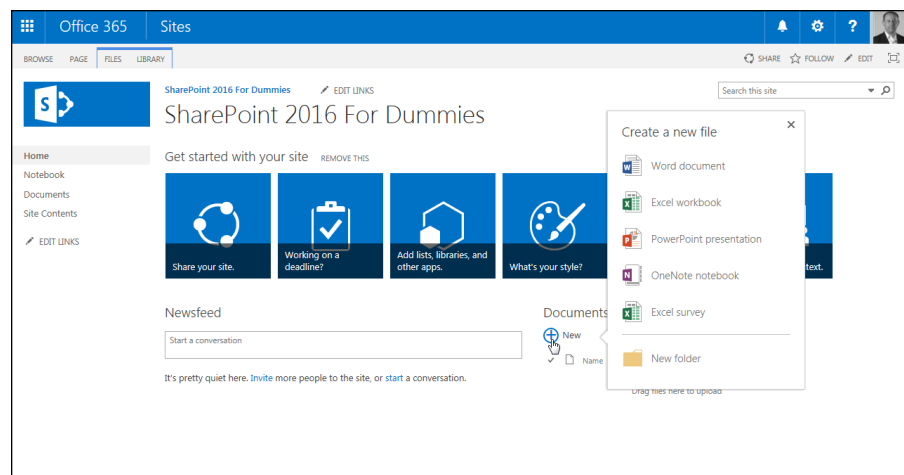 Office 365 Sites ?
BROWSE PAGE FILES LIBRARY SHARE FOLLOW EDIT
S
SharePoint 2016 For Dummies EDIT LINKS
Search this site
SharePoint 2016 For Dummies
Home
Notebook
Documents
Site Contents
EDIT LINKS
Get started with your site REMOVE THIS
Share your site.
Working on a
deadline?
Add lists, libraries, and
other apps.
What's your style?
text.
Newsfeed
Start a conversation
It's pretty quiet here. Invite more people to the site, or start a conversation.
Documents
New
Name
Drag files here to upload
Create a new file
Word document
Excel workbook
PowerPoint presentation
OneNote notebook
Excel survey
New folder